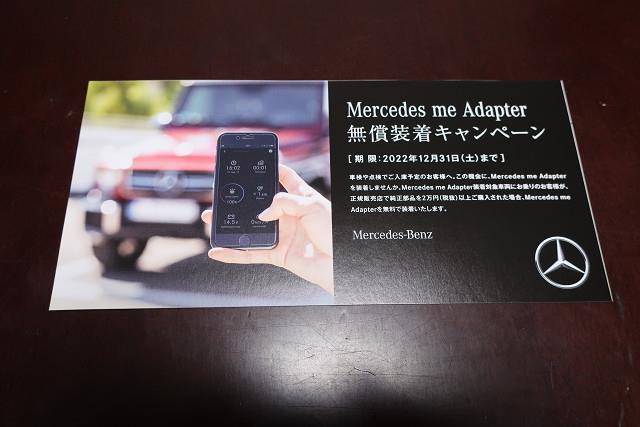 Mercedes me Adapter
無償装着キャンペーン
[ 期限:2022年12月31日(土)まで ]
車検や点検でご入庫予定のお客様へ、この機会に、Mercedes me Adapter
を装着しませんか。Mercedes me Adapter装着対象車両にお乗りのお客様が、
正規販売店で純正部品を2万円(税抜)以上ご購入された場合、Mercedes me
Adapterを無料で装着いたします。
Mercedes-Benz
16:02
00:01
100%
14.5